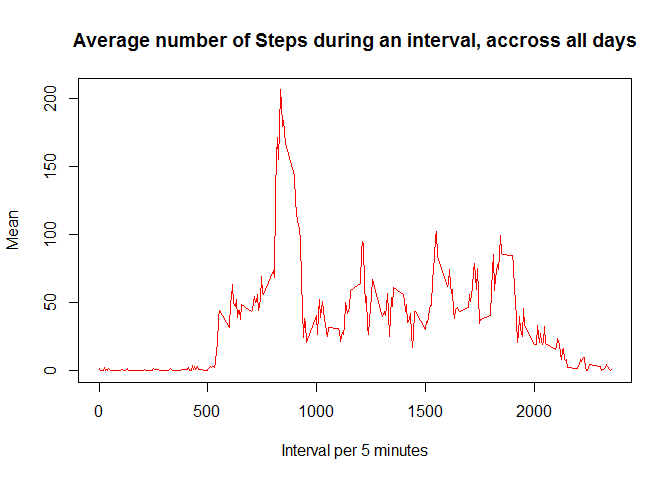 Average number of Steps during an interval, accross all days
Mean
200
150
100
50
0
0 500 1000 1500 2000
Interval per 5 minutes